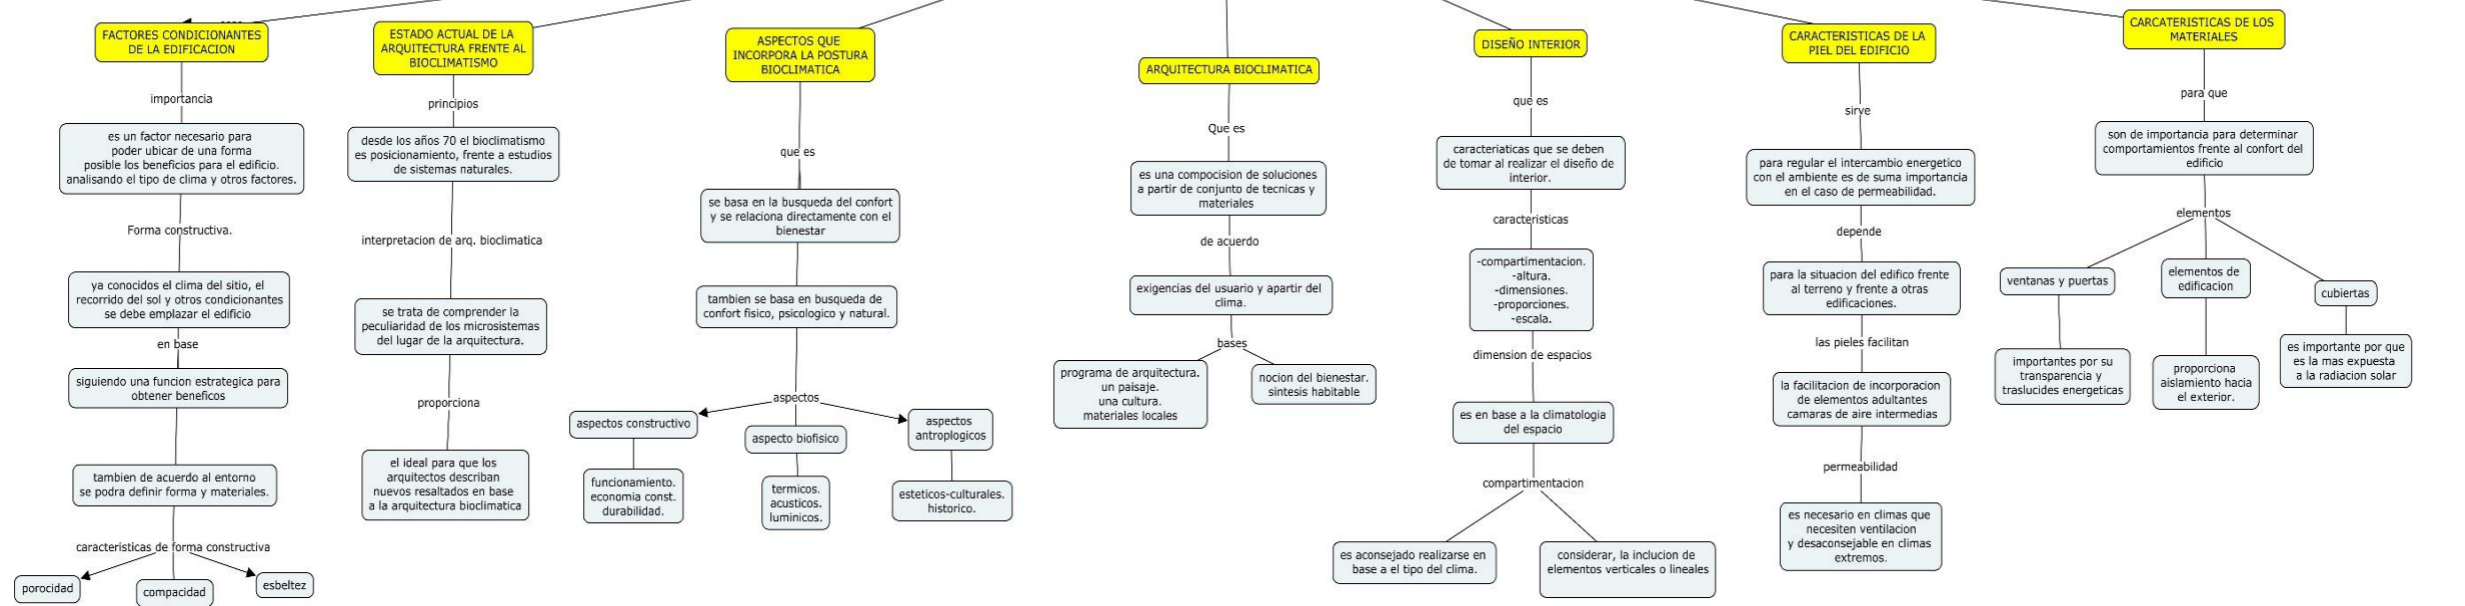 FACTORES CONDICIONANTES
DE LA EDIFICACION
importancia
es un factor necesario para
poder ubicar de una forma
posible los beneficios para el edificio.
analisando el tipo de clima y otros factores.
Forma constructiva.
ya conocidos el clima del sitio, el
recorrido del sol y otros condicionantes
se debe emplazar el edificio
en base
siguiendo una funcion estrategica para
obtener beneficos
tambien de acuerdo al entorno
se podra definir forma y materiales.
caracteristicas de forma constructiva
porocidad
compacidad
esbeltez
ESTADO ACTUAL DE LA
ARQUITECTURA FRENTE AL
BIOCLIMATISMO
principios
desde los años 70 el bioclimatismo
es posicionamiento, frente a estudios
de sistemas naturales.
interpretacion de arq. bioclimatica
se trata de comprender la
peculiaridad de los microsistemas
del lugar de la arquitectura.
proporciona
el ideal para que los
arquitectos describan
nuevos resaltados en base
a la arquitectura bioclimatica
ASPECTOS QUE
INCORPORA LA POSTURA
BIOCLIMATICA
que es
se basa en la busqueda del confort
y se relaciona directamente con el
bienestar
tambien se basa en busqueda de
confort fisico, psicologico y natural.
aspectos
aspectos constructivo
funcionamiento.
economia const.
durabilidad.
aspecto biofisico
termicos.
acusticos.
luminicos.
aspectos
antroplogicos
esteticos-culturales.
historico.
ARQUITECTURA BIOCLIMATICA
Que es
es una compocision de soluciones
a partir de conjunto de tecnicas y
materiales
de acuerdo
exigencias del usuario y apartir del
clima.
bases
programa de arquitectura.
un paisaje.
una cultura.
materiales locales
nocion del bienestar.
sintesis habitable
DISEÑO INTERIOR
que es
caracteriaticas que se deben
de tomar al realizar el diseño de
interior.
caracteristicas
-compartimentacion.
-altura.
-dimensiones.
-proporciones.
-escala.
dimension de espacios
es en base a la climatologia
del espacio
compartimentacion
es aconsejado realizarse en
base a el tipo del clima.
considerar, la inclucion de
elementos verticales o lineales
CARACTERISTICAS DE LA
PIEL DEL EDIFICIO
sirve
para regular el intercambio energetico
con el ambiente es de suma importancia
en el caso de permeabilidad.
depende
para la situacion del edifico frente
al terreno y frente a otras
edificaciones.
las pieles facilitan
la facilitacion de incorporacion
de elementos adultantes
camaras de aire intermedias
permeabilidad
es necesario en climas que
necesiten ventilacion
y desaconsejable en climas
extremos.
CARCATERISTICAS DE LOS
MATERIALES
para que
son de importancia para determinar
comportamientos frente al confort del
edificio
elementos
ventanas y puertas
importantes por su
transparencia y
traslucides energeticas
elementos de
edificacion
proporciona
aislamiento hacia
el exterior.
cubiertas
es importante por que
es la mas expuesta
a la radiacion solar